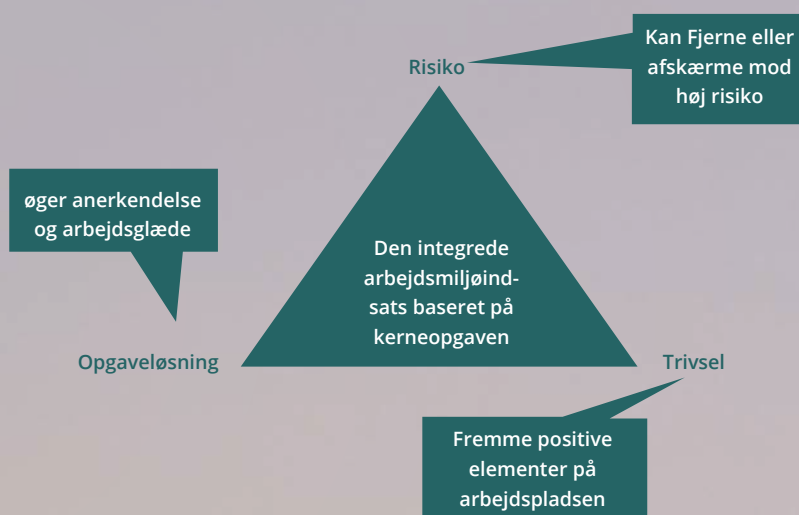 Kan Fjerne eller
afskærme mod
høj risiko
Risiko
øger anerkendelse
og arbejdsglæde
Den integrede
arbejdsmiljøind-
sats baseret på
kerneopgaven
Opgaveløsning
Trivsel
Fremme positive
elementer på
arbejdspladsen